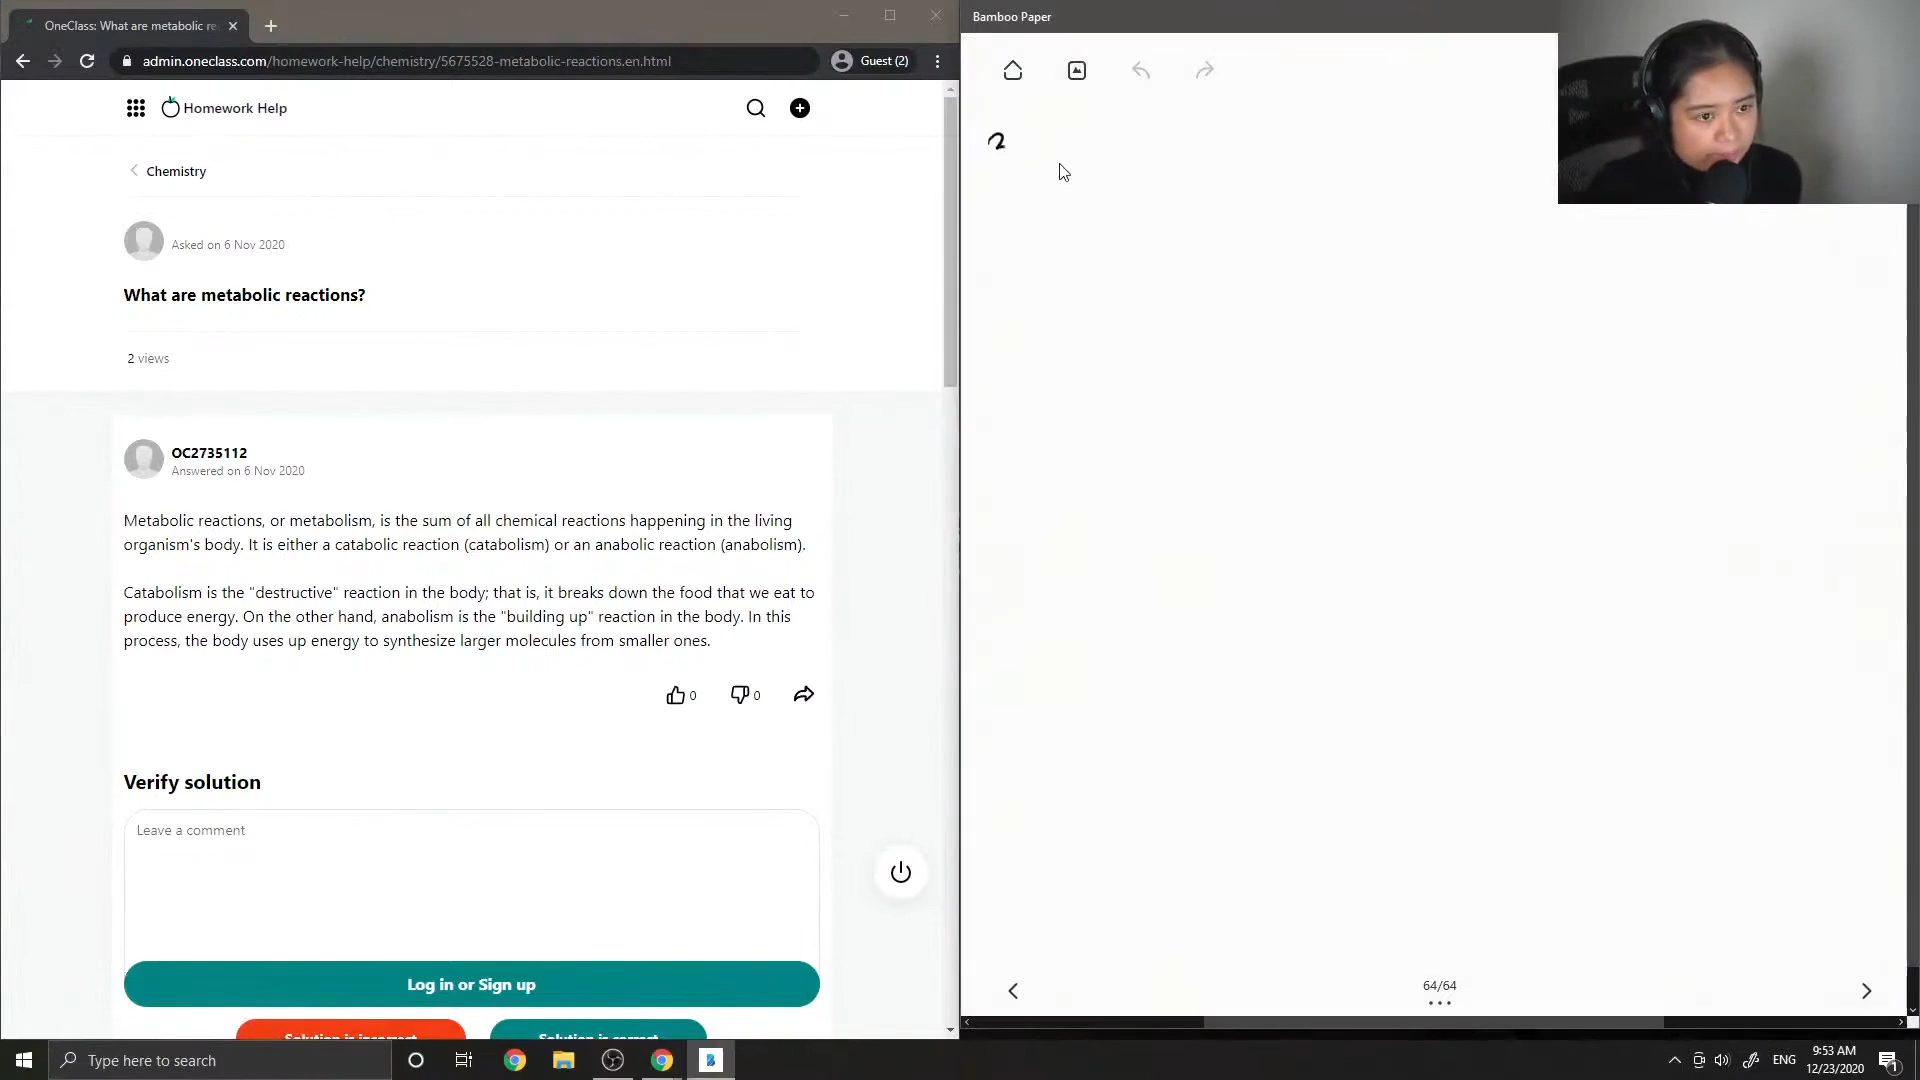 OneClass: What are metabolic re
Bamboo Paper
admin.oneclass.com/homework-help/chemistry/5675528-metabolic-reactions.en.html
Guest (2)
Homework Help
Chemistry
Asked on 6 Nov 2020
What are metabolic reactions?
2 views
OC2735112
Answered on 6 Nov 2020
Metabolic reactions, or metabolism, is the sum of all chemical reactions happening in the living
organism's body. It is either a catabolic reaction (catabolism) or an anabolic reaction (anabolism).
Catabolism is the "destructive" reaction in the body; that is, it breaks down the food that we eat to
produce energy. On the other hand, anabolism is the "building up" reaction in the body. In this
process, the body uses up energy to synthesize larger molecules from smaller ones.
0
0
Verify solution
Leave a comment
Log in or Sign up
Solution is incorrect
Solution is correct
2
64/64
Type here to search
ENG
9:53 AM
12/23/2020
1